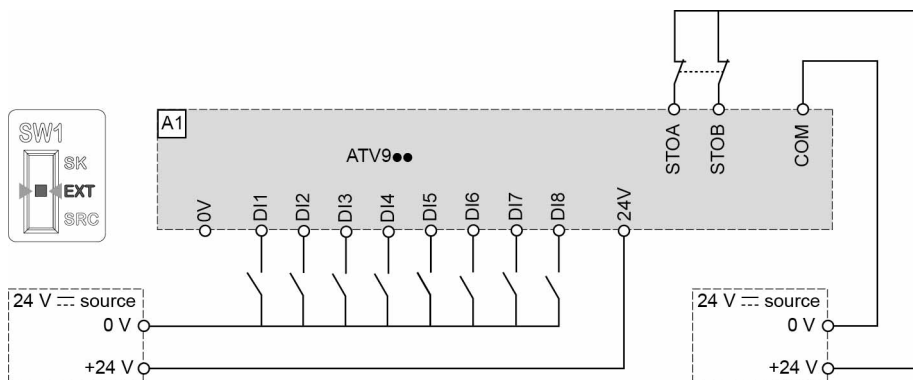 SW1
SK
EXT
SRC
A1
ATV9●●
STOA
STOB
COM
0V
DI1
DI2
DI3
DI4
DI5
DI6
DI7
DI8
24V
24 V ⎓ source
0 V
+24 V
24 V ⎓ source
0 V
+24 V